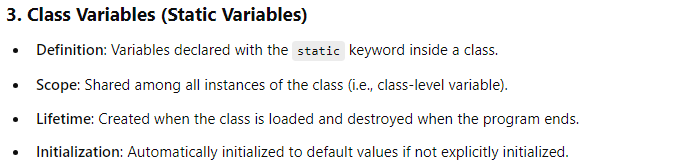 3. Class Variables (Static Variables)
• Definition: Variables declared with the static keyword inside a class.
• Scope: Shared among all instances of the class (i.e., class-level variable).
• Lifetime: Created when the class is loaded and destroyed when the program ends.
• Initialization: Automatically initialized to default values if not explicitly initialized.